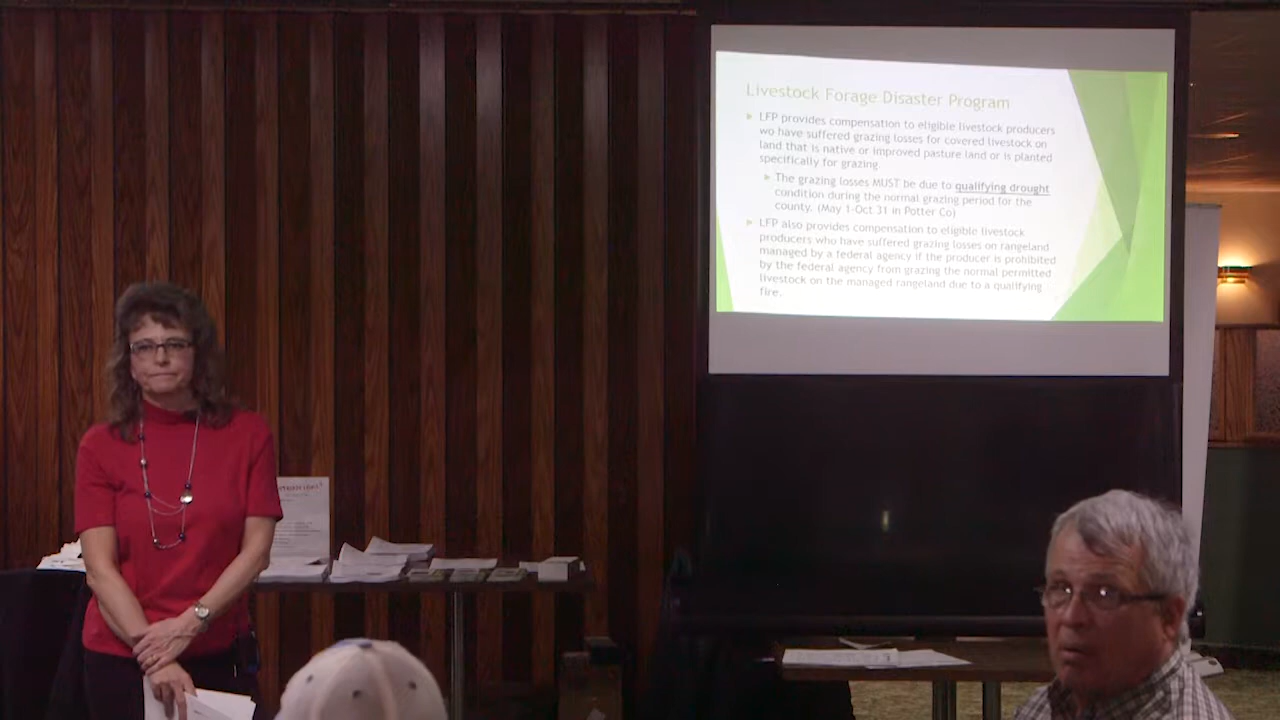 Livestock Forage Disaster Program
LFP provides compensation to eligible livestock producers
wo have suffered grazing losses for covered livestock on
land that is native or improved pasture land or is planted
specifically for grazing
The grazing losses MUST be due to qualifying drought
condition during the normal grazing period for the
county. (May 1-Oct 31 in Potter Co)
LFP also provides compensation to eligible livestock
producers who have suffered grazing losses on rangeland
managed by a federal agency if the producer is prohibited
by the federal agency from grazing the normal permitted
livestock on the managed rangeland due to a qualifying
fire.